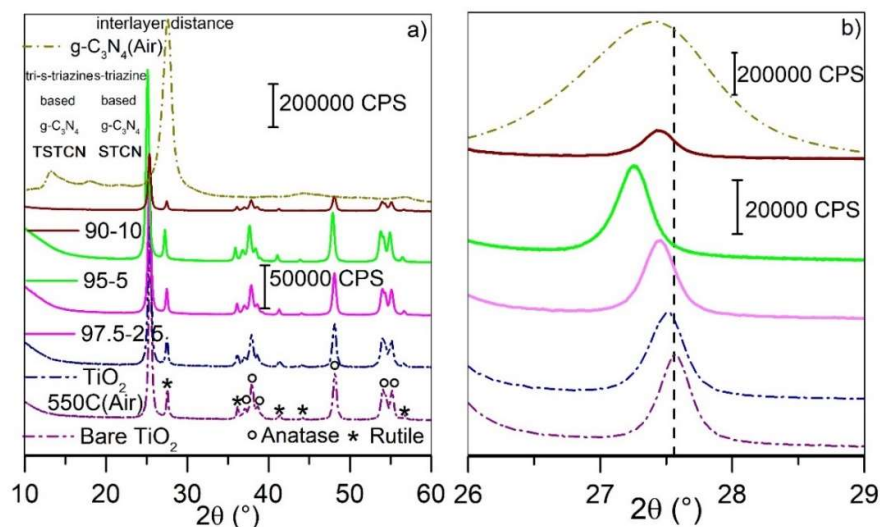 interlayer distance
a)
g-C3N4(Air)
200000 CPS
tri-s-triazine s-triazine
based based
g-C3N4 g-C3N4
TSTCN STCN
90-10
95-5
50000 CPS
97.5-2.5
TiO2
550C(Air)
Bare TiO2
Anatase * Rutile
10 20 30 40 50 60
2θ (°)
b)
200000 CPS
20000 CPS
26 27 28 29
2θ (°)